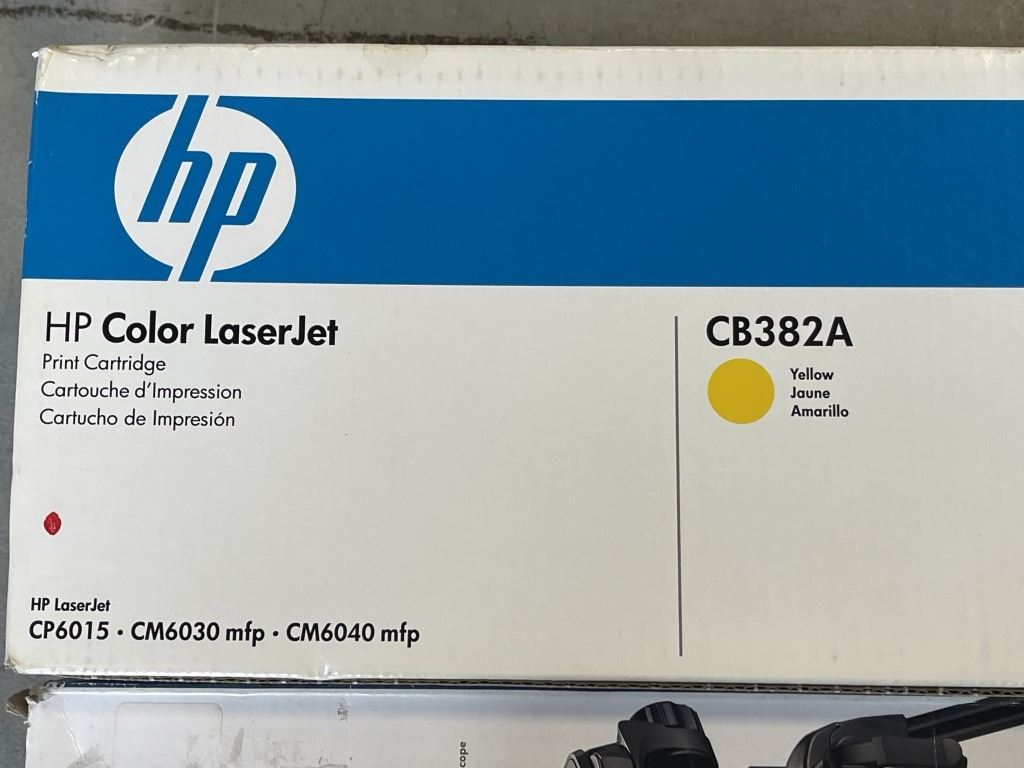 hp
HP Color LaserJet
Print Cartridge
Cartouche d'Impression
Cartucho de Impresión
CB382A
Yellow
Jaune
Amarillo
HP LaserJet
CP6015 • CM6030 mfp • CM6040 mfp